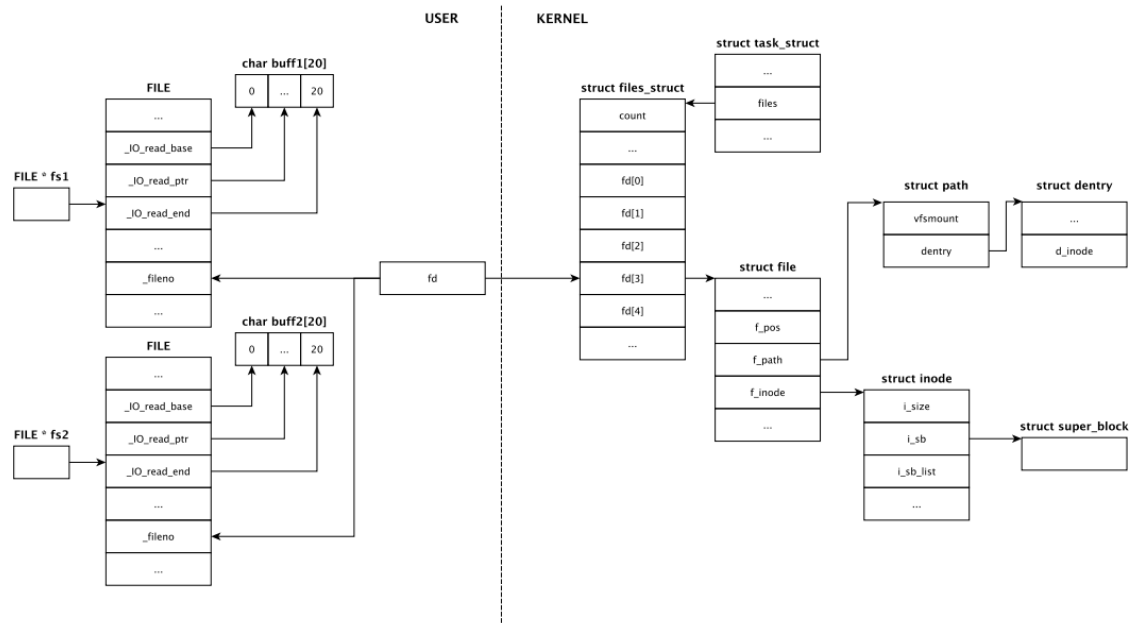 USER
KERNEL
char buff1[20]
0 ... 20
FILE
...
_IO_read_base
_IO_read_ptr
_IO_read_end
...
_fileno
...
FILE * fs1
char buff2[20]
0 ... 20
FILE
...
_IO_read_base
_IO_read_ptr
_IO_read_end
...
_fileno
...
FILE * fs2
fd
struct task_struct
...
files
...
struct files_struct
count
...
fd[0]
fd[1]
fd[2]
fd[3]
fd[4]
...
struct file
...
f_pos
f_path
f_inode
...
struct path
vfsmount
dentry
struct dentry
...
d_inode
struct inode
i_size
i_sb
i_sb_list
...
struct super_block